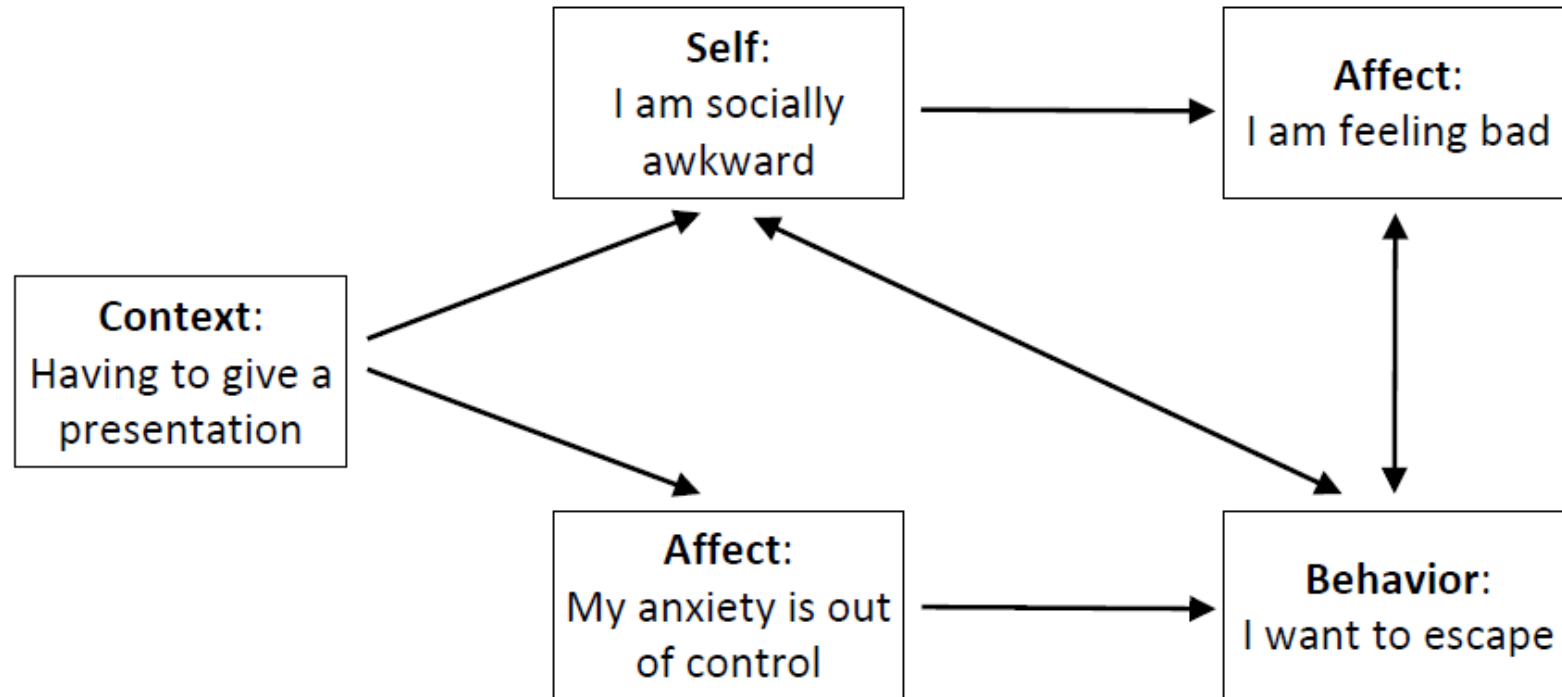 Self:
I am socially
awkward
Affect:
I am feeling bad
Context:
Having to give a
presentation
Affect:
My anxiety is out
of control
Behavior:
I want to escape